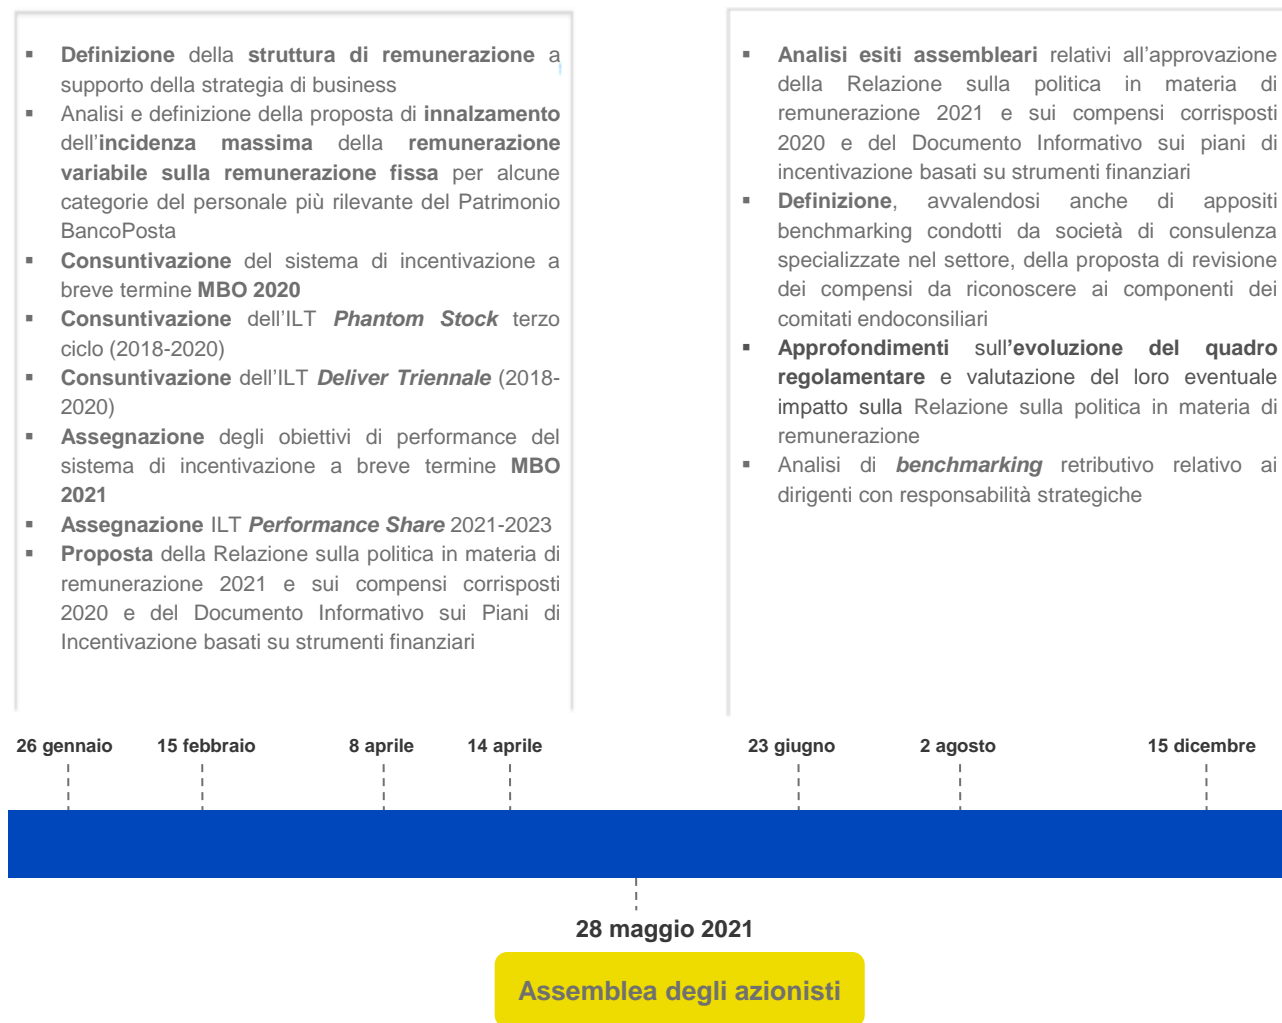 ▪ Definizione della struttura di remunerazione a
supporto della strategia di business
▪ Analisi e definizione della proposta di innalzamento
dell'incidenza massima della remunerazione
variabile sulla remunerazione fissa per alcune
categorie del personale più rilevante del Patrimonio
BancoPosta
▪ Consuntivazione del sistema di incentivazione a
breve termine MBO 2020
▪ Consuntivazione dell'ILT Phantom Stock terzo
ciclo (2018-2020)
▪ Consuntivazione dell'ILT Deliver Triennale (2018-
2020)
▪ Assegnazione degli obiettivi di performance del
sistema di incentivazione a breve termine MBO
2021
▪ Assegnazione ILT Performance Share 2021-2023
▪ Proposta della Relazione sulla politica in materia di
remunerazione 2021 e sui compensi corrisposti
2020 e del Documento Informativo sui Piani di
Incentivazione basati su strumenti finanziari
▪ Analisi esiti assembleari relativi all'approvazione
della Relazione sulla politica in materia di
remunerazione 2021 e sui compensi corrisposti
2020 e del Documento Informativo sui piani di
incentivazione basati su strumenti finanziari
▪ Definizione, avvalendosi anche di appositi
benchmarking condotti da società di consulenza
specializzate nel settore, della proposta di revisione
dei compensi da riconoscere ai componenti dei
comitati endoconsiliari
▪ Approfondimenti sull'evoluzione del quadro
regolamentare e valutazione del loro eventuale
impatto sulla Relazione sulla politica in materia di
remunerazione
▪ Analisi di benchmarking retributivo relativo ai
dirigenti con responsabilità strategiche
26 gennaio 15 febbraio 8 aprile 14 aprile 23 giugno 2 agosto 15 dicembre
28 maggio 2021
Assemblea degli azionisti